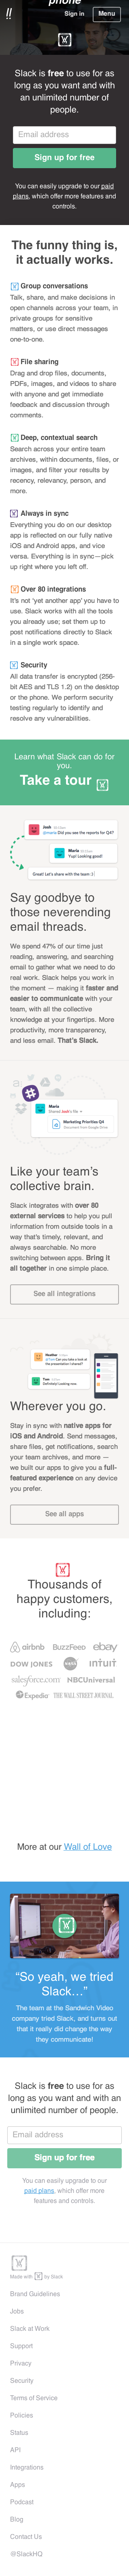 phone
Sign in
Menu
Slack is free to use for as
long as you want and with
an unlimited number of
people.
Email address
Sign up for free
You can easily upgrade to our paid
plans, which offer more features and
controls.
The funny thing is,
it actually works.
Group conversations
Talk, share, and make decisions in
open channels across your team, in
private groups for sensitive
matters, or use direct messages
one-to-one.
File sharing
Drag and drop files, documents,
PDFs, images, and videos to share
with anyone and get immediate
feedback and discussion through
comments.
Deep, contextual search
Search across your entire team
archives, within documents, files, or
images, and filter your results by
recency, relevancy, person, and
more.
Always in sync
Everything you do on our desktop
app is reflected on our fully native
iOS and Android apps, and vice
versa. Everything is in sync—pick
up right where you left off.
Over 80 integrations
It’s not ‘yet another app’ you have to
use. Slack works with all the tools
you already use; set them up to
post notifications directly to Slack
in a single work space.
Security
All data transfer is encrypted (256-
bit AES and TLS 1.2) on the desktop
or the phone. We perform security
testing regularly to identify and
resolve any vulnerabilities.
Learn what Slack can do for
you.
Take a tour
Josh
@maria Did you see the reports for Q4?
Maria
Yup! Looking good!
Great! Let's share with the team :)
Say goodbye to
those neverending
email threads.
We spend 47% of our time at work
reading, answering, and searching
email to gather what we need to do
real work. Slack helps you work in
the moment — making it faster and
easier to communicate with your
team, with all the collective
knowledge at your fingertips. More
productivity, more transparency,
and less email. That’s Slack.
Maria
Marketing Priorities Q4
Like your team’s
collective brain.
Slack integrates with over 80
external services to help you pull
information from outside tools in a
way that’s timely, relevant, and
always searchable. No more
switching between apps. Bring it
all together in one simple place.
See all integrations
Heather
Tom
Wherever you go.
Stay in sync with native apps for
iOS and Android. Send messages,
share files, get notifications, search
your team archives, and more —
we built our apps to give you a full-
featured experience on any device
you prefer.
See all apps
Thousands of
happy customers,
including:
airbnb BuzzFeed ebay
DOW JONES NASA intuit
salesforce.com NBCUniversal
Expedia THE WALL STREET JOURNAL
More at our Wall of Love
“So yeah, we tried
Slack…”
The team at the Sandwich Video
company tried Slack, and turns out
that it really did change the way
they communicate!
Slack is free to use for as
long as you want and with an
unlimited number of people.
Email address
Sign up for free
You can easily upgrade to our
paid plans, which offer more
features and controls.
Made with by Slack
Brand Guidelines
Jobs
Slack at Work
Support
Privacy
Security
Terms of Service
Policies
Status
API
Integrations
Apps
Podcast
Blog
Contact Us
@SlackHQ